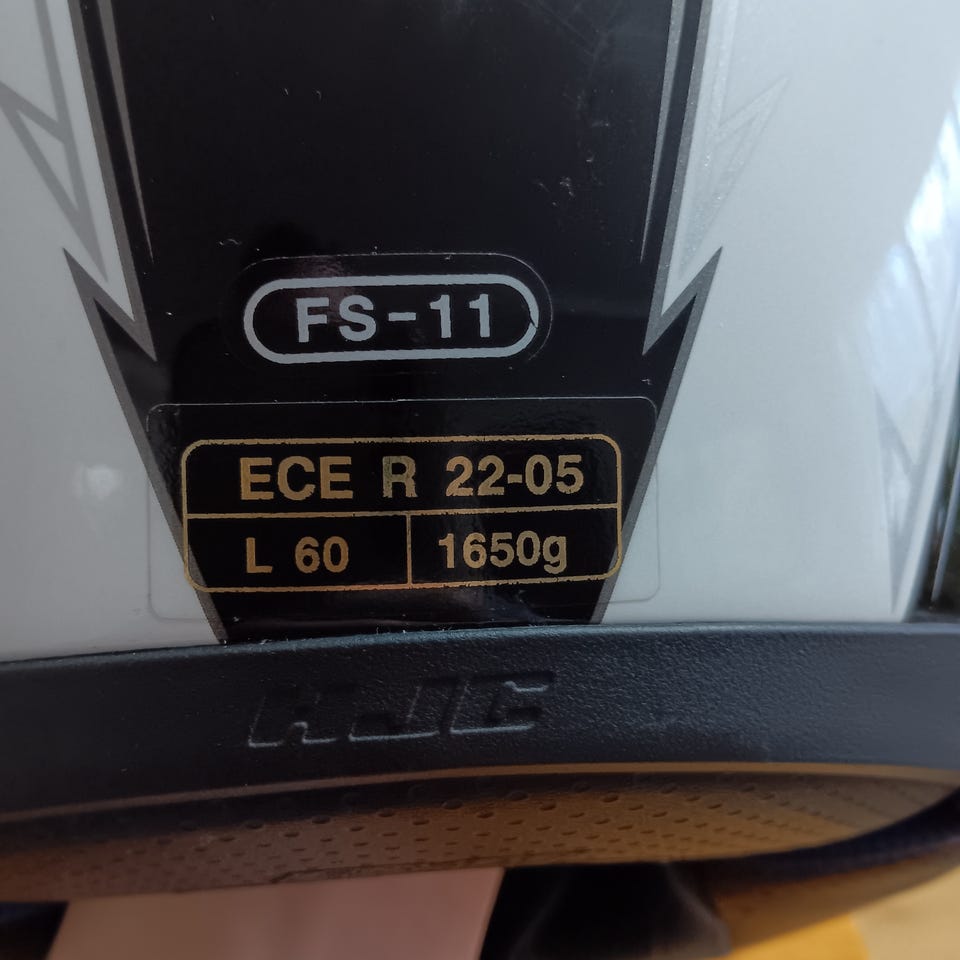 FS-11
ECE R 22-05
L 60
1650g
HJC